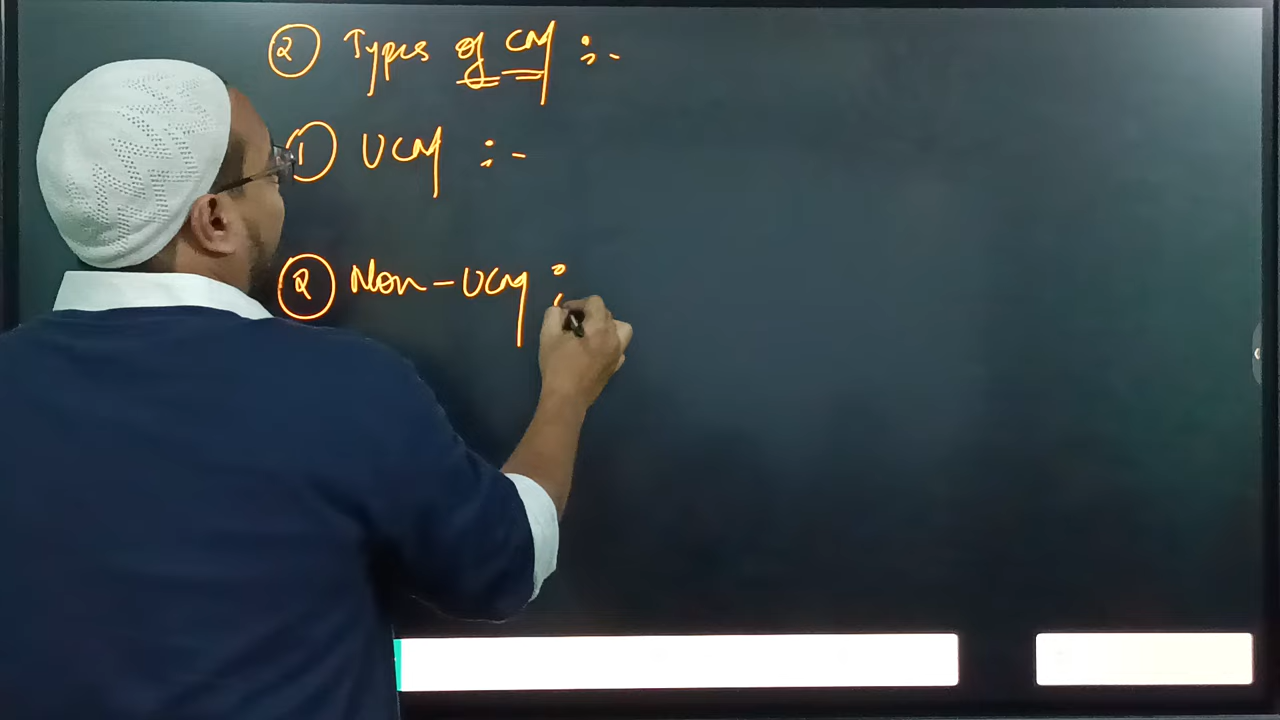 ② Types of CM :-
① UCM :-
② Non-UCM :